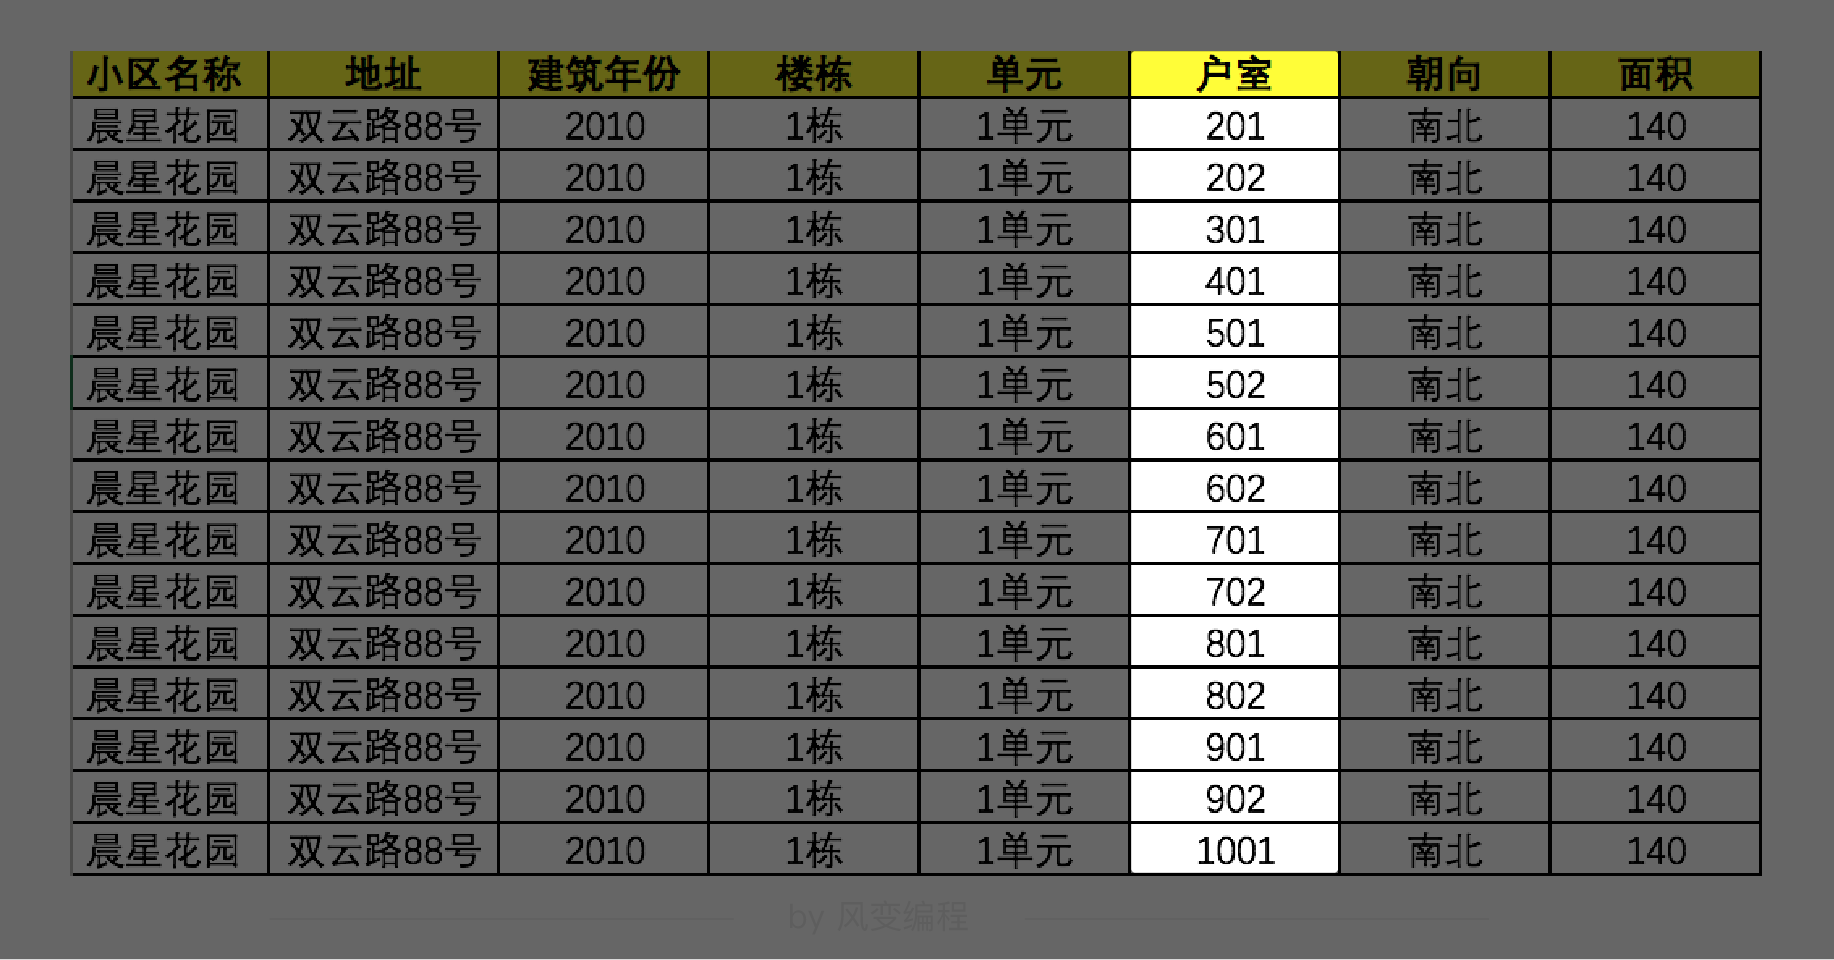 小区名称 地址 建筑年份 楼栋 单元 户室 朝向 面积
晨星花园 双云路88号 2010 1栋 1单元 201 南北 140
晨星花园 双云路88号 2010 1栋 1单元 202 南北 140
晨星花园 双云路88号 2010 1栋 1单元 301 南北 140
晨星花园 双云路88号 2010 1栋 1单元 401 南北 140
晨星花园 双云路88号 2010 1栋 1单元 501 南北 140
晨星花园 双云路88号 2010 1栋 1单元 502 南北 140
晨星花园 双云路88号 2010 1栋 1单元 601 南北 140
晨星花园 双云路88号 2010 1栋 1单元 602 南北 140
晨星花园 双云路88号 2010 1栋 1单元 701 南北 140
晨星花园 双云路88号 2010 1栋 1单元 702 南北 140
晨星花园 双云路88号 2010 1栋 1单元 801 南北 140
晨星花园 双云路88号 2010 1栋 1单元 802 南北 140
晨星花园 双云路88号 2010 1栋 1单元 901 南北 140
晨星花园 双云路88号 2010 1栋 1单元 902 南北 140
晨星花园 双云路88号 2010 1栋 1单元 1001 南北 140
by 风变编程